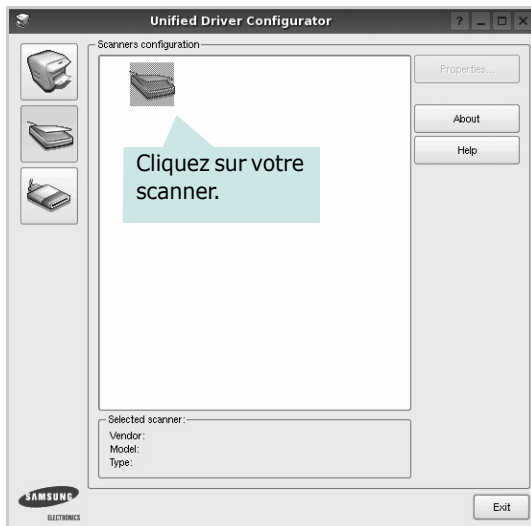 Unified Driver Configurator
Scanners configuration
Properties...
About
Help
Cliquez sur votre
scanner.
Selected scanner:
Vendor:
Model:
Type:
SAMSUNG
ELECTRONICS
Exit